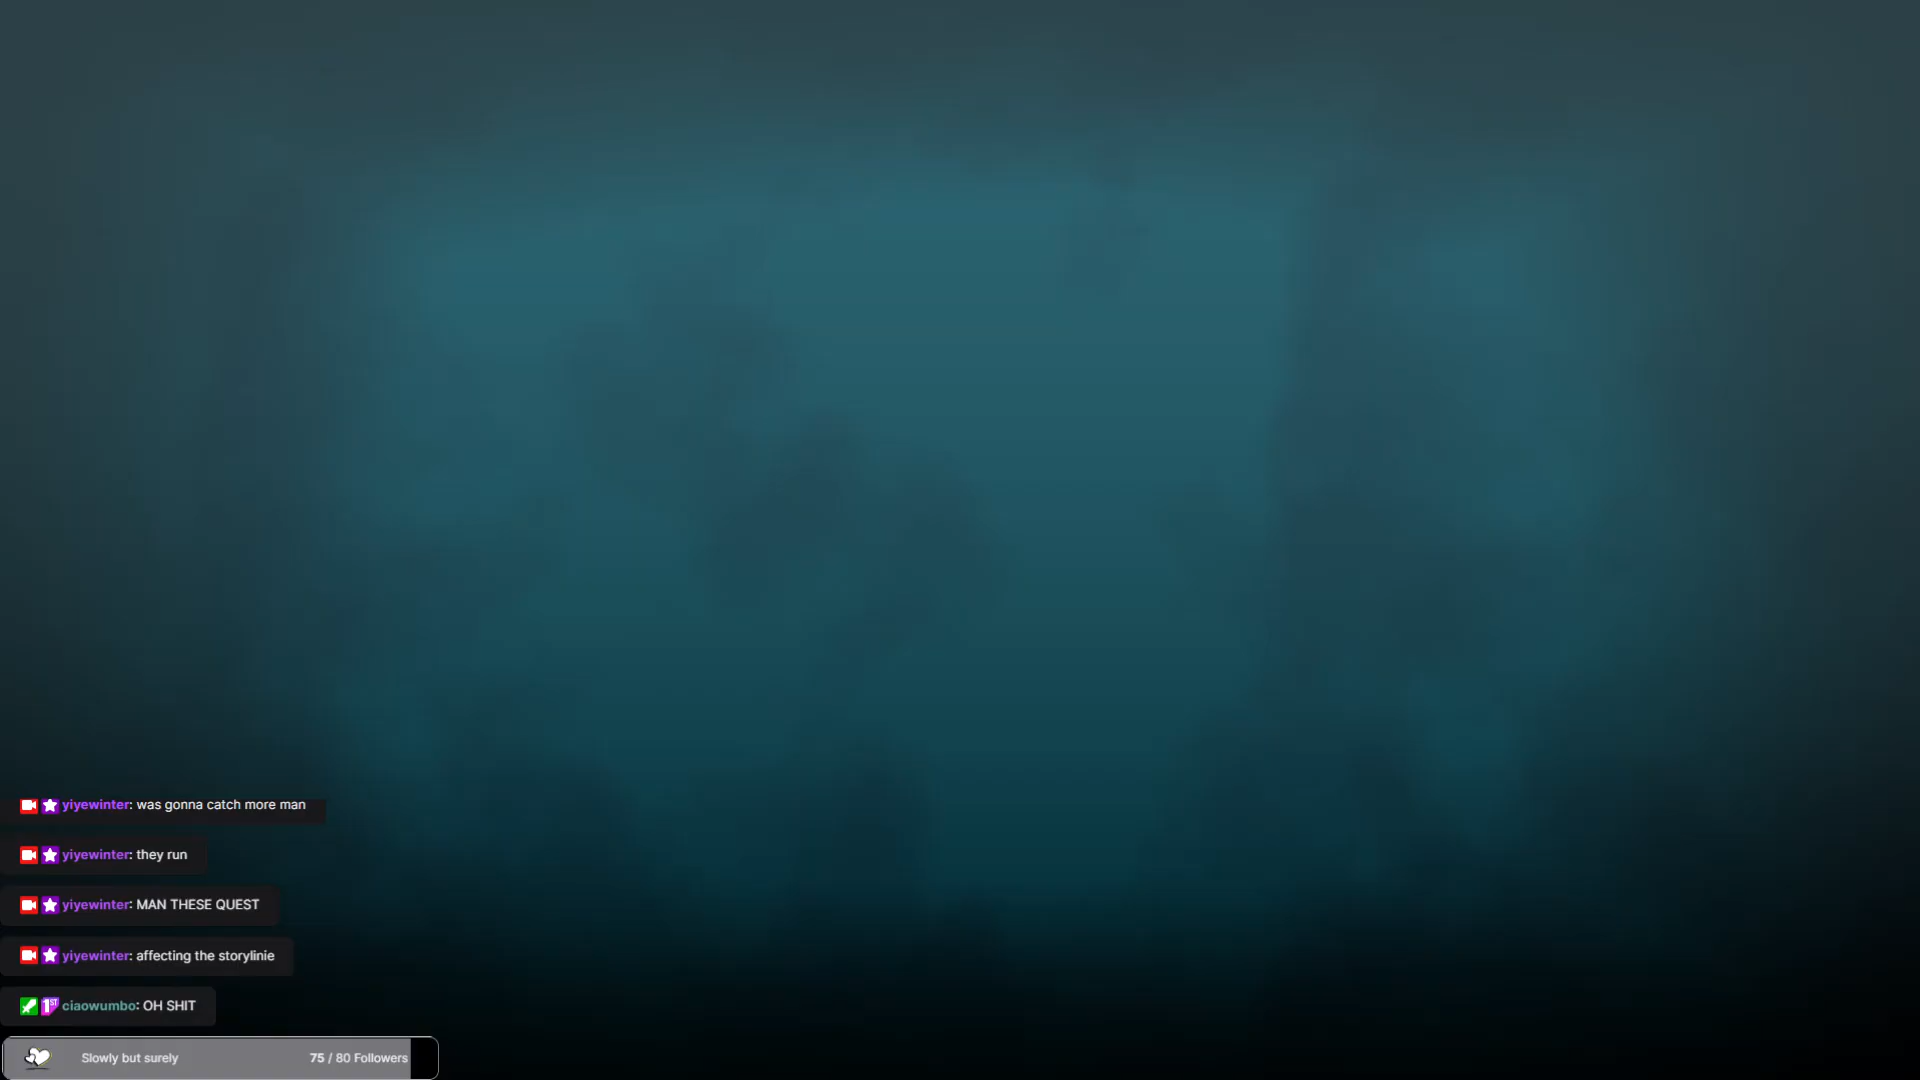 yiyewinter: was gonna catch more man
yiyewinter: they run
yiyewinter: MAN THESE QUEST
yiyewinter: affecting the storylinie
1ST ciaowumbo: OH SHIT
Slowly but surely 75 / 80 Followers